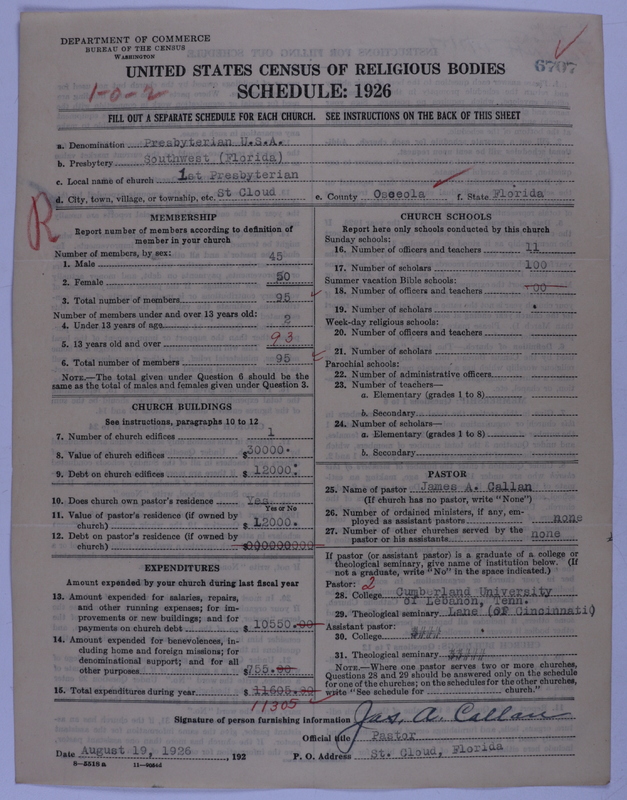 DEPARTMENT OF COMMERCE
BUREAU OF THE CENSUS
WASHINGTON
6707
1-0-2
UNITED STATES CENSUS OF RELIGIOUS BODIES
SCHEDULE: 1926
FILL OUT A SEPARATE SCHEDULE FOR EACH CHURCH. SEE INSTRUCTIONS ON THE BACK OF THIS SHEET
a. Denomination Presbyterian U.S.A.
b. Presbytery Southwest (Florida)
c. Local name of church 1st Presbyterian
d. City, town, village, or township, etc. St Cloud e. County Osceola f. State Florida
R
MEMBERSHIP
Report number of members according to definition of member in your church
Number of members, by sex:
1. Male 45
2. Female 50
3. Total number of members 95
Number of members under and over 13 years old:
4. Under 13 years of age 2
5. 13 years old and over 93
6. Total number of members 95
NOTE.—The total given under Question 6 should be the
same as the total of males and females given under Question 3.
CHURCH BUILDINGS
See instructions, paragraphs 10 to 12
7. Number of church edifices 1
8. Value of church edifices $30000.
9. Debt on church edifices $12000.
10. Does church own pastor's residence Yes
Yes or No
11. Value of pastor's residence (if owned by
church) $12000.
12. Debt on pastor's residence (if owned by
church) 000000000
EXPENDITURES
Amount expended by your church during last fiscal year
13. Amount expended for salaries, repairs,
and other running expenses; for im-
provements or new buildings; and for
payments on church debt $10550.00
14. Amount expended for benevolences, in-
cluding home and foreign missions; for
denominational support; and for all
other purposes $755.00
15. Total expenditures during year $11605.00
11305
CHURCH SCHOOLS
Report here only schools conducted by this church
Sunday schools:
16. Number of officers and teachers 11
17. Number of scholars 100
Summer vacation Bible schools:
18. Number of officers and teachers 00
19. Number of scholars
Week-day religious schools:
20. Number of officers and teachers
21. Number of scholars
Parochial schools:
22. Number of administrative officers
23. Number of teachers—
a. Elementary (grades 1 to 8)
b. Secondary
24. Number of scholars—
a. Elementary (grades 1 to 8)
b. Secondary
PASTOR
25. Name of pastor James A. Callan
(If church has no pastor, write "None")
26. Number of ordained ministers, if any, em-
ployed as assistant pastors none
27. Number of other churches served by the
pastor or his assistants none
If pastor (or assistant pastor) is a graduate of a college or
theological seminary, give name of institution below. (If
not a graduate, write "No" in the space indicated.)
Pastor: 2
28. College Cumberland University
of Lebanon, Tenn.
29. Theological seminary Lane (of Cincinnati)
Assistant pastor:
30. College
31. Theological seminary
NOTE.—Where one pastor serves two or more churches,
Questions 28 and 29 should be answered only on the schedule
for one of the churches; on the schedules for the other churches,
write "See schedule for church."
Signature of person furnishing information Jas. A. Callan
Official title Pastor
Date August 19, 1926, 192 P. O. Address St. Cloud, Florida
8-5518a